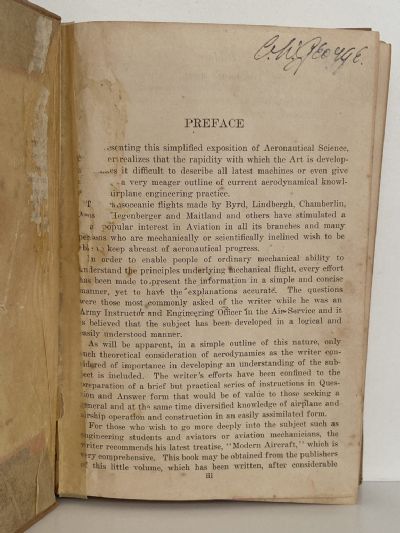 PREFACE
esenting this simplified exposition of Aeronautical Science,
er realizes that the rapidity with which the Art is develop-
es it difficult to describe all latest machines or even give
a very meager outline of current aerodynamical knowl-
irplane engineering practice.
nsoceanic flights made by Byrd, Lindbergh, Chamberlin,
Hegenberger and Maitland and others have stimulated a
popular interest in Aviation in all its branches and many
persons who are mechanically or scientifically inclined wish to be
keep abreast of aeronautical progress.
In order to enable people of ordinary mechanical ability to
understand the principles underlying mechanical flight, every effort
has been made to present the information in a simple and concise
manner, yet to have the explanations accurate. The questions
were those most commonly asked of the writer while he was an
Army Instructor and Engineering Officer in the Air Service and it
is believed that the subject has been developed in a logical and
easily understood manner.
As will be apparent, in a simple outline of this nature, only
such theoretical consideration of aerodynamics as the writer con-
sidered of importance in developing an understanding of the sub-
ject is included. The writer's efforts have been confined to the
preparation of a brief but practical series of instructions in Ques-
tion and Answer form that would be of value to those seeking a
general and at the same time diversified knowledge of airplane and
airship operation and construction in an easily assimilated form.
For those who wish to go more deeply into the subject such as
engineering students and aviators or aviation mechanicians, the
writer recommends his latest treatise, "Modern Aircraft," which is
very comprehensive. This book may be obtained from the publishers
of this little volume, which has been written, after considerable
iii